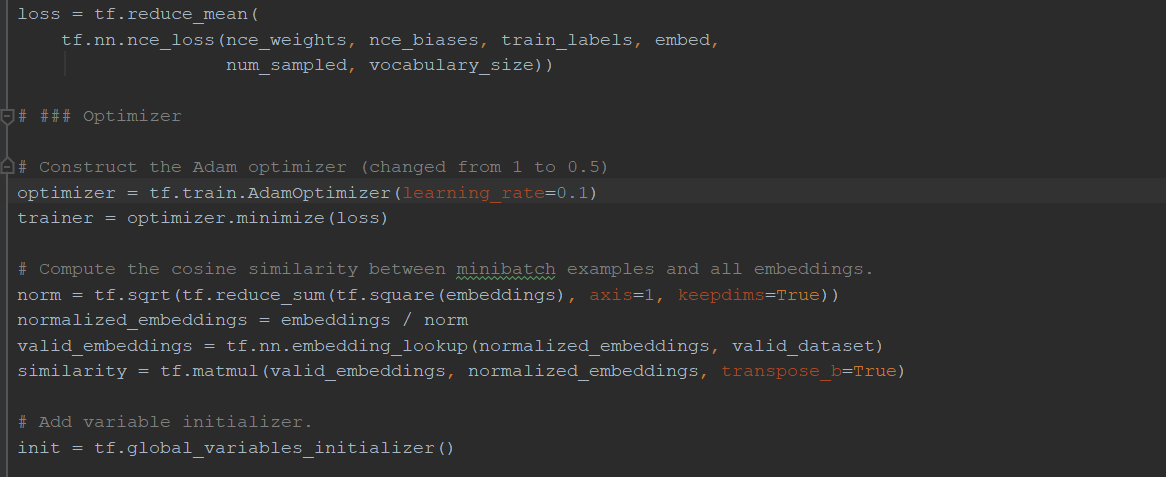 loss = tf.reduce_mean(
    tf.nn.nce_loss(nce_weights, nce_biases, train_labels, embed,
                   num_sampled, vocabulary_size))
# ### Optimizer
# Construct the Adam optimizer (changed from 1 to 0.5)
optimizer = tf.train.AdamOptimizer(learning_rate=0.1)
trainer = optimizer.minimize(loss)
# Compute the cosine similarity between minibatch examples and all embeddings.
norm = tf.sqrt(tf.reduce_sum(tf.square(embeddings), axis=1, keepdims=True))
normalized_embeddings = embeddings / norm
valid_embeddings = tf.nn.embedding_lookup(normalized_embeddings, valid_dataset)
similarity = tf.matmul(valid_embeddings, normalized_embeddings, transpose_b=True)
# Add variable initializer.
init = tf.global_variables_initializer()